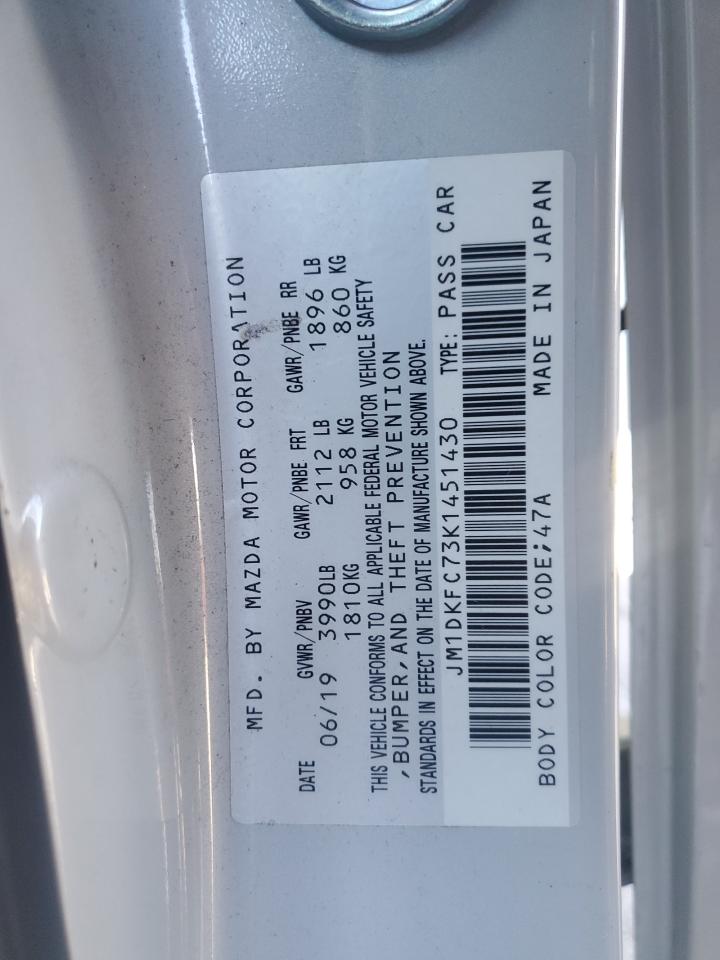 MFD. BY MAZDA MOTOR CORPORATION
DATE GVWR/PNBV GAWR/PNBE FRT GAWR/PNBE RR
06/19 3990LB 2112 LB 1896 LB
1810KG 958 KG 860 KG
THIS VEHICLE CONFORMS TO ALL APPLICABLE FEDERAL MOTOR VEHICLE SAFETY
,BUMPER,AND THEFT PREVENTION
STANDARDS IN EFFECT ON THE DATE OF MANUFACTURE SHOWN ABOVE.
JM1DKFC73K1451430 TYPE: PASS CAR
BODY COLOR CODE;47A MADE IN JAPAN